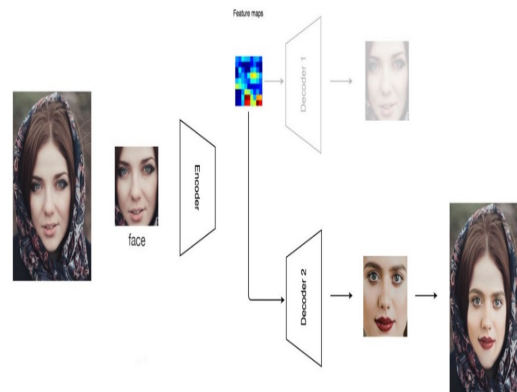 Feature maps
Decoder 1
Encoder
face
Decoder 2